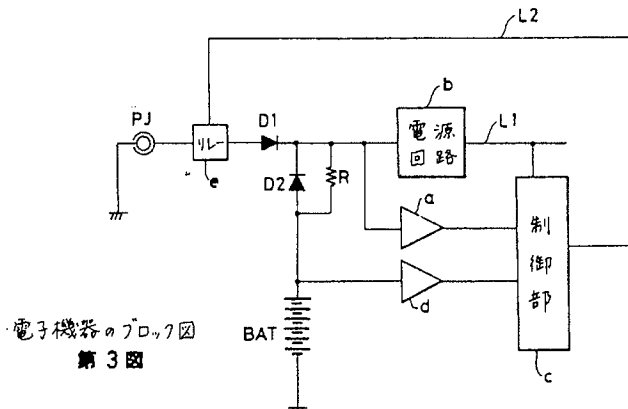 L2
b
PJ
D1
L1
リレー
電源
回路
e
D2
R
a
制
御
部
d
BAT
c
電子機器のブロック図
第3図